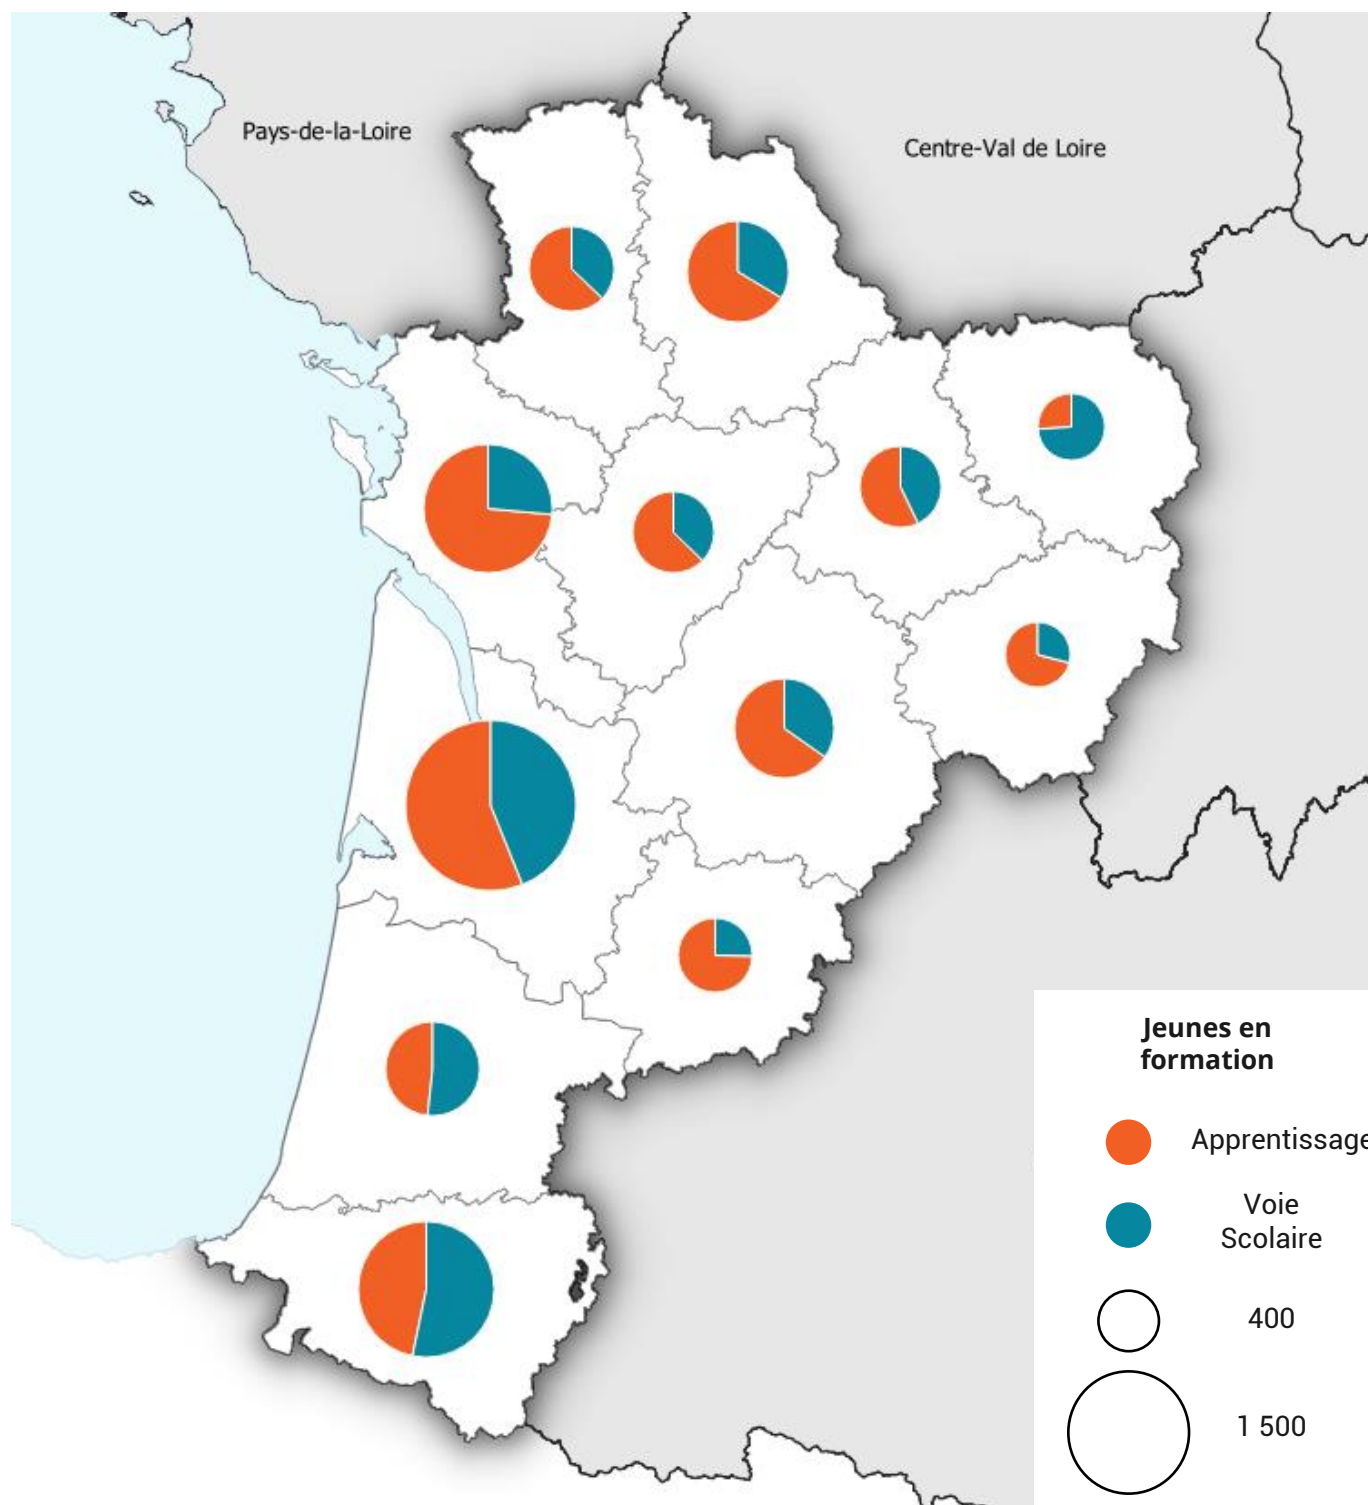 Pays-de-la-Loire
Centre-Val de Loire
Jeunes en
formation
Apprentissage
Voie
Scolaire
400
1 500